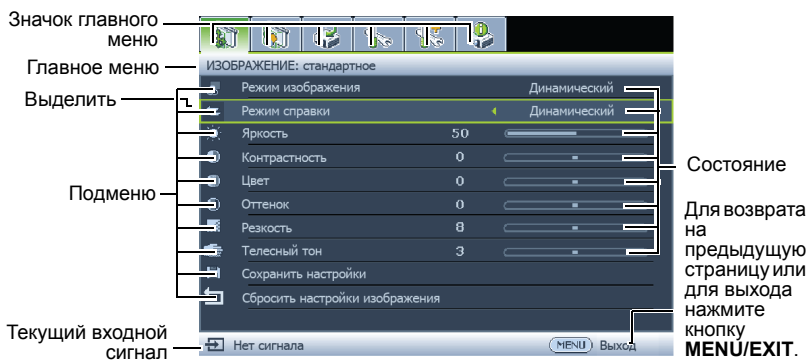 Значок главного
меню
Главное меню
Выделить
Подменю
Текущий входной
сигнал
ИЗОБРАЖЕНИЕ: стандартное
Режим изображения Динамический
Режим справки Динамический
Яркость 50
Контрастность 0
Цвет 0
Оттенок 0
Резкость 8
Телесный тон 3
Сохранить настройки
Сбросить настройки изображения
Нет сигнала MENU Выход
Состояние
Для возврата
на
предыдущую
страницу или
для выхода
нажмите
кнопку
MENU/EXIT.